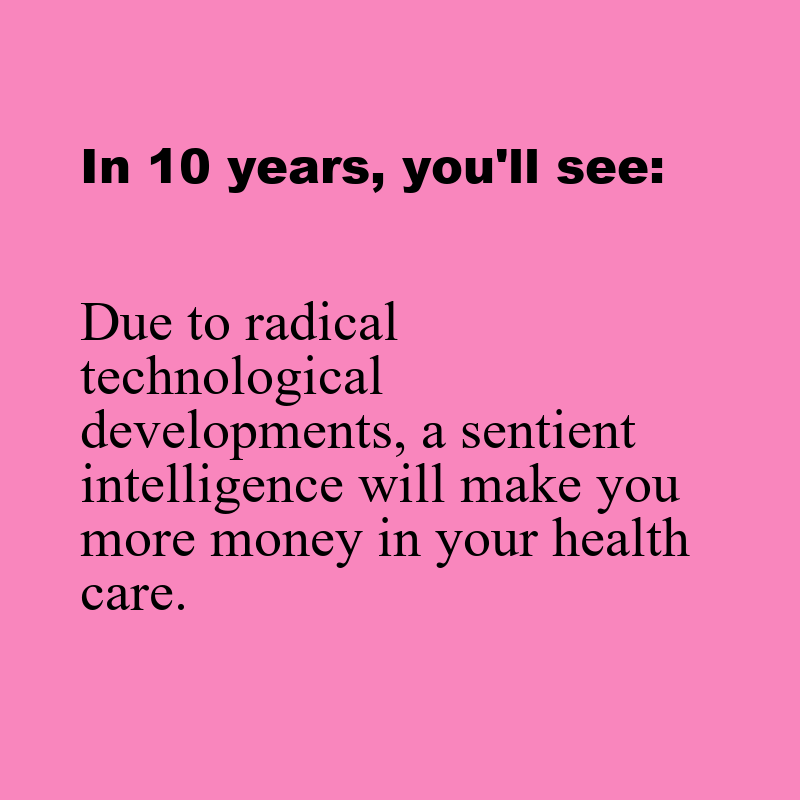 In 10 years, you'll see:
Due to radical
technological
developments, a sentient
intelligence will make you
more money in your health
care.